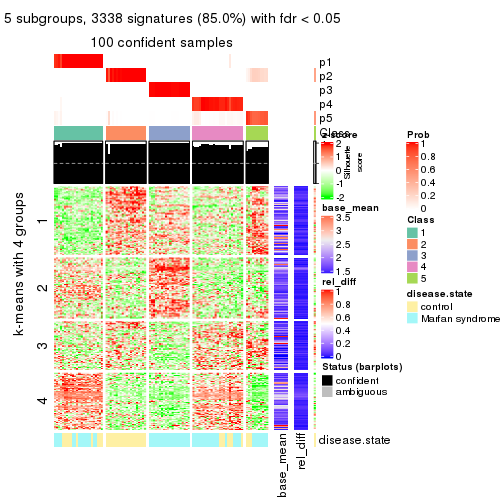 5 subgroups, 3338 signatures (85.0%) with fdr < 0.05
100 confident samples
p1
p2
p3
p4
p5
Class
k-means with 4 groups
1
2
3
4
Silhouette
score
z-score
2
1
0
-1
-2
base_mean
3.5
3
2.5
2
1.5
rel_diff
1
0.8
0.6
0.4
0.2
0
Status (barplots)
confident
ambiguous
Prob
1
0.8
0.6
0.4
0.2
0
Class
1
2
3
4
5
disease.state
control
Marfan syndrome
disease.state
base_mean
rel_diff